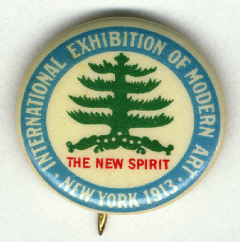 INTERNATIONAL EXHIBITION OF MODERN ART
THE NEW SPIRIT
· NEW YORK 1913 ·